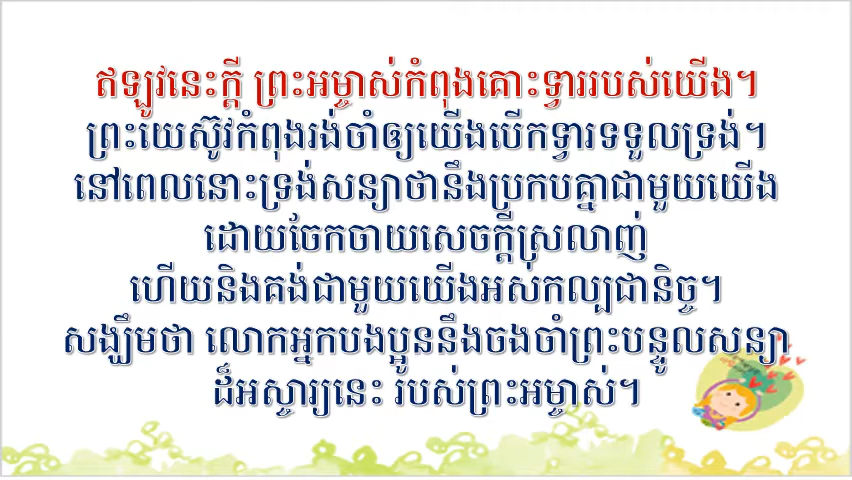 ឥឡូវនេះក្តី ព្រះអម្ចាស់កំពុងគោះទ្វាររបស់យើង។
ព្រះយេស៊ូវកំពុងរង់ចាំឲ្យយើងបើកទ្វារទទួលទ្រង់។
នៅពេលនោះទ្រង់សន្យាថានឹងប្រកបគ្នាជាមួយយើង
ដោយចែកចាយសេចក្តីស្រលាញ់
ហើយនិងគង់ជាមួយយើងអស់កល្បជានិច្ច។
សង្ឃឹមថា លោកអ្នកបងប្អូននឹងចងចាំព្រះបន្ទូលសន្យា
ដ៏អស្ចារ្យនេះ របស់ព្រះអម្ចាស់។